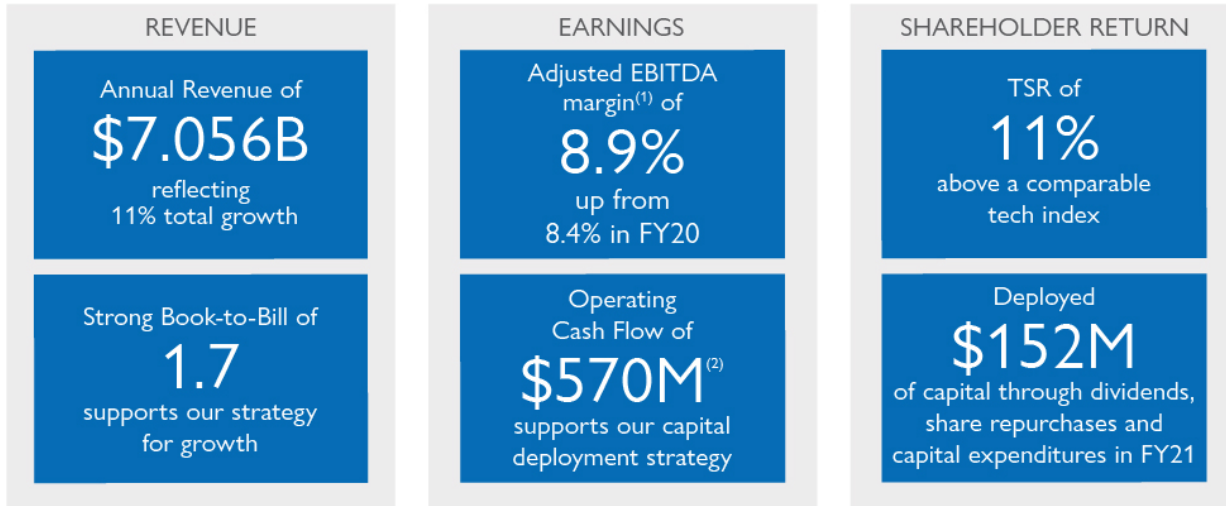 REVENUE
Annual Revenue of
$7.056B
reflecting
11% total growth
Strong Book-to-Bill of
1.7
supports our strategy
for growth
EARNINGS
Adjusted EBITDA
margin(1) of
8.9%
up from
8.4% in FY20
Operating
Cash Flow of
$570M(2)
supports our capital
deployment strategy
SHAREHOLDER RETURN
TSR of
11%
above a comparable
tech index
Deployed
$152M
of capital through dividends,
share repurchases and
capital expenditures in FY21